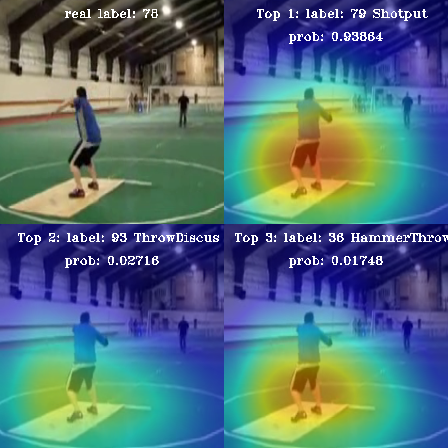 real label: 78
Top 1: label: 79 Shotput
prob: 0.93864
Top 2: label: 93 ThrowDiscus
prob: 0.02716
Top 3: label: 36 HammerThrow
prob: 0.01748